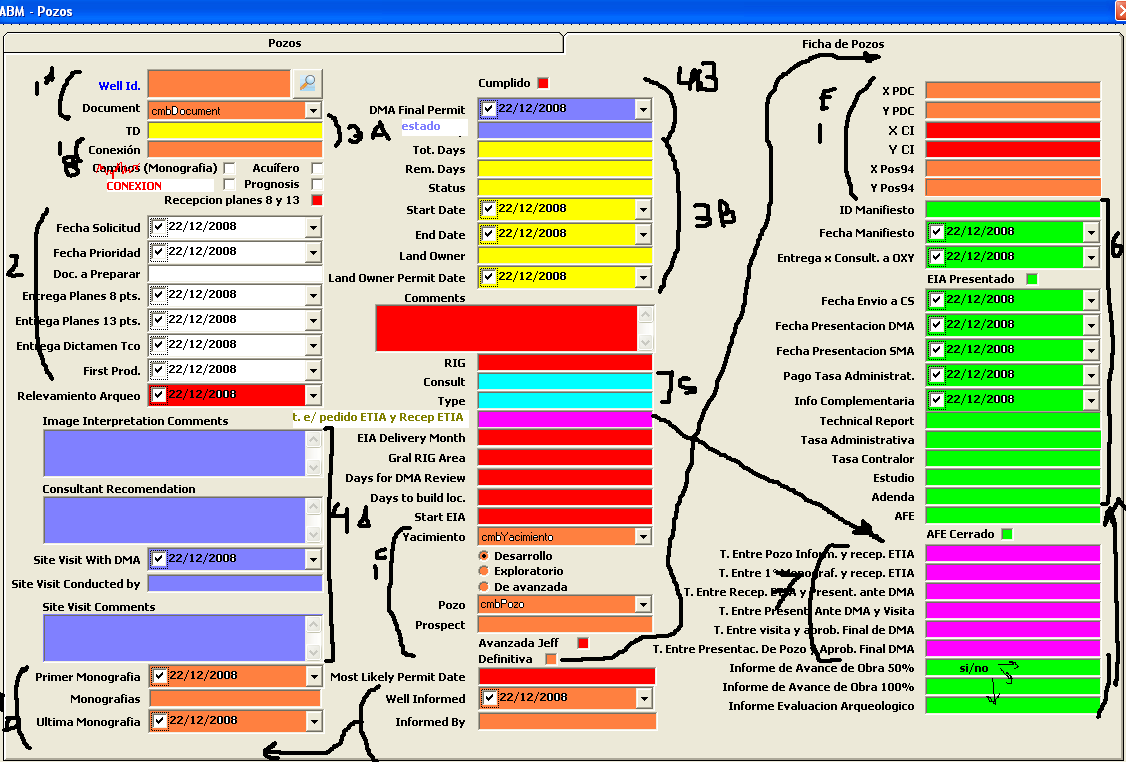 ABM - Pozos
Pozos
Ficha de Pozos
1A
Well Id.
Document cmbDocument
TD
3A
1B
Conexión
(Monografia) Acuífero
CONEXION Prognosis
Recepcion planes 8 y 13
2
Fecha Solicitud 22/12/2008
Fecha Prioridad 22/12/2008
Doc. a Preparar
Entrega Planes 8 pts. 22/12/2008
Entrega Planes 13 pts. 22/12/2008
Entrega Dictamen Tco 22/12/2008
First Prod. 22/12/2008
Relevamiento Arqueo 22/12/2008
Image Interpretation Comments
Consultant Recomendation
4A
Site Visit With DMA 22/12/2008
Site Visit Conducted by
Site Visit Comments
Primer Monografia 22/12/2008
Monografias
Ultima Monografia 22/12/2008
Cumplido
DMA Final Permit 22/12/2008
estado
Tot. Days
Rem. Days
Status
3B
Start Date 22/12/2008
End Date 22/12/2008
Land Owner
Land Owner Permit Date 22/12/2008
Comments
RIG
Consult
5
Type
t. e/ pedido ETIA y Recep ETIA
EIA Delivery Month
Gral RIG Area
Days for DMA Review
Days to build loc.
Start EIA
Yacimiento cmbYacimiento
Desarrollo
Exploratorio
De avanzada
Pozo cmbPozo
Prospect
Avanzada Jeff
Definitiva
Most Likely Permit Date
Well Informed 22/12/2008
Informed By
X PDC
Y PDC
X CI
Y CI
X Pos94
Y Pos94
ID Manifiesto
Fecha Manifiesto 22/12/2008
6
Entrega x Consult. a OXY 22/12/2008
EIA Presentado
Fecha Envio a CS 22/12/2008
Fecha Presentacion DMA 22/12/2008
Fecha Presentacion SMA 22/12/2008
Pago Tasa Administrat. 22/12/2008
Info Complementaria 22/12/2008
Technical Report
Tasa Administrativa
Tasa Contralor
Estudio
Adenda
AFE
AFE Cerrado
T. Entre Pozo Inform. y recep. ETIA
T. Entre 1° Monograf. y recep. ETIA
7
T. Entre Recep. ETIA y Present. ante DMA
T. Entre Present. Ante DMA y Visita
T. Entre visita y aprob. Final de DMA
T. Entre Presentac. De Pozo y Aprob. Final DMA
Informe de Avance de Obra 50% si/no
Informe de Avance de Obra 100%
Informe Evaluacion Arqueologico